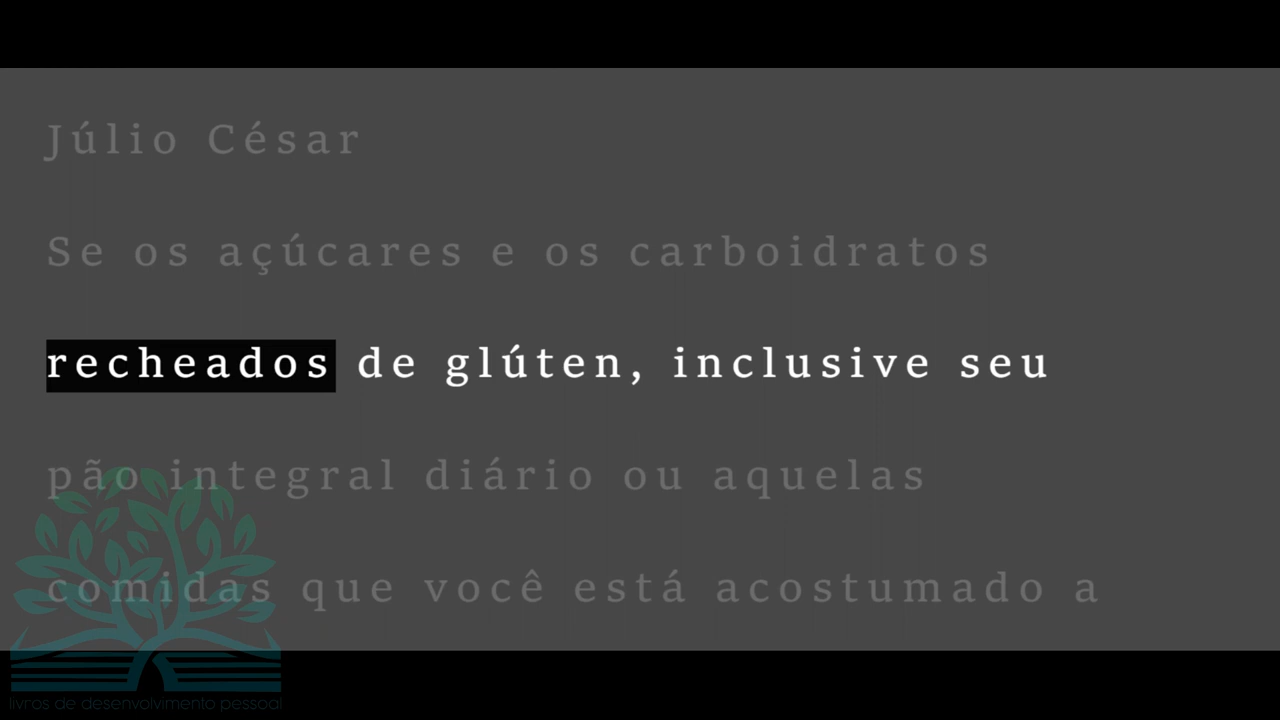 Júlio César
Se os açúcares e os carboidratos
recheados de glúten, inclusive seu
pão integral diário ou aquelas
comidas que você está acostumado a
livros de desenvolvimento pessoal